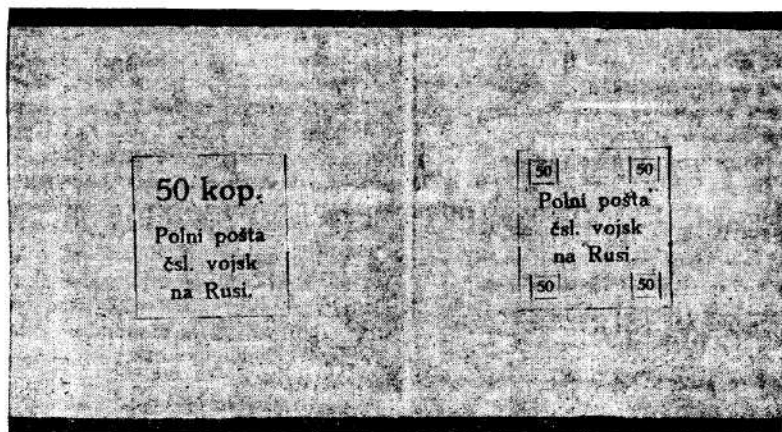 50 kop.
Polni pošta
čsl. vojsk
na Rusi.
50 50
Polni pošta
čsl. vojsk
na Rusi.
50 50